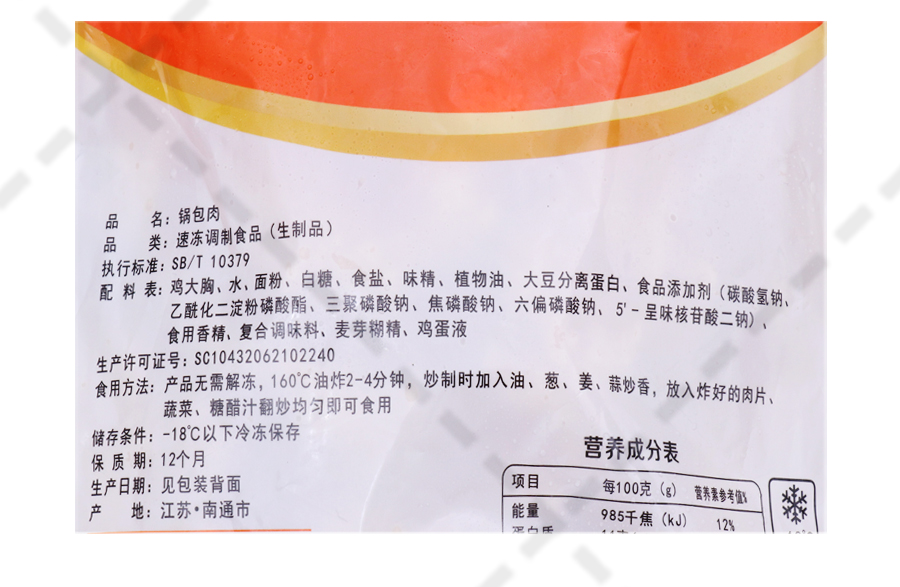 品 名：锅包肉
品 类：速冻调制食品（生制品）
执行标准：SB/T 10379
配 料 表：鸡大胸、水、面粉、白糖、食盐、味精、植物油、大豆分离蛋白、食品添加剂（碳酸氢钠、
乙酰化二淀粉磷酸酯、三聚磷酸钠、焦磷酸钠、六偏磷酸钠、5'-呈味核苷酸二钠）、
食用香精、复合调味料、麦芽糊精、鸡蛋液
生产许可证号：SC10432062102240
食用方法：产品无需解冻，160℃油炸2-4分钟，炒制时加入油、葱、姜、蒜炒香，放入炸好的肉片、
蔬菜、糖醋汁翻炒均匀即可食用
储存条件：-18℃以下冷冻保存
保 质 期：12个月
生产日期：见包装背面
产 地：江苏·南通市
营养成分表
项目 每100克（g） 营养素参考值%
能量 985千焦（kJ） 12%
蛋白质